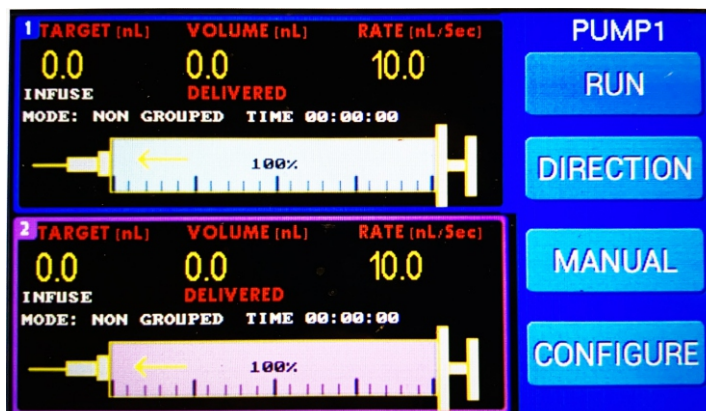 1 TARGET [nL] VOLUME [nL] RATE [nL/Sec]
0.0 0.0 10.0
INFUSE DELIVERED
MODE: NON GROUPED TIME 00:00:00
100%
2 TARGET [nL] VOLUME [nL] RATE [nL/Sec]
0.0 0.0 10.0
INFUSE DELIVERED
MODE: NON GROUPED TIME 00:00:00
100%
PUMP1
RUN
DIRECTION
MANUAL
CONFIGURE